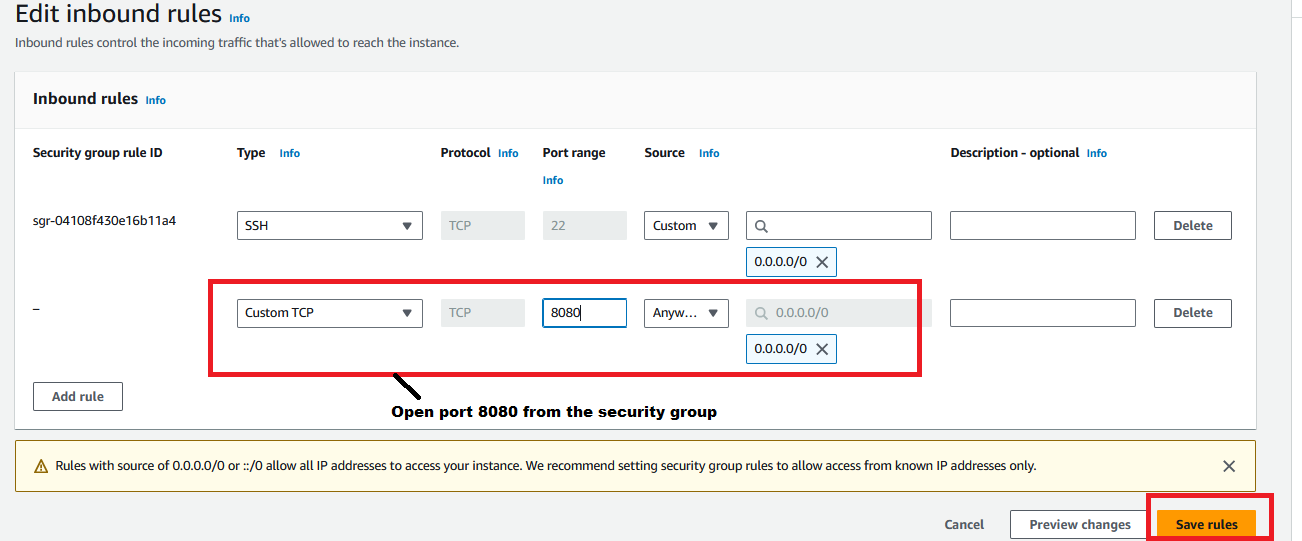 Edit inbound rules Info
Inbound rules control the incoming traffic that's allowed to reach the instance.
Inbound rules Info
Security group rule ID Type Info Protocol Info Port range Source Info Description - optional Info
Info
sgr-04108f430e16b11a4 SSH TCP 22 Custom Delete
0.0.0.0/0
– Custom TCP TCP 8080 Anyw... 0.0.0.0/0 Delete
0.0.0.0/0
Add rule
Open port 8080 from the security group
Rules with source of 0.0.0.0/0 or ::/0 allow all IP addresses to access your instance. We recommend setting security group rules to allow access from known IP addresses only.
Cancel Preview changes Save rules